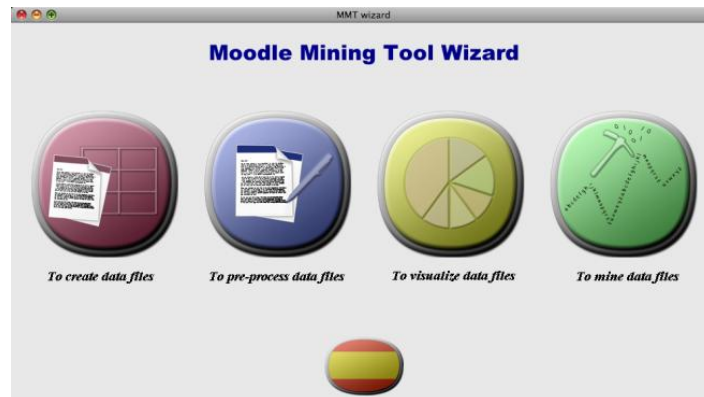 MMT wizard
Moodle Mining Tool Wizard
To create data files
To pre-process data files
To visualize data files
To mine data files